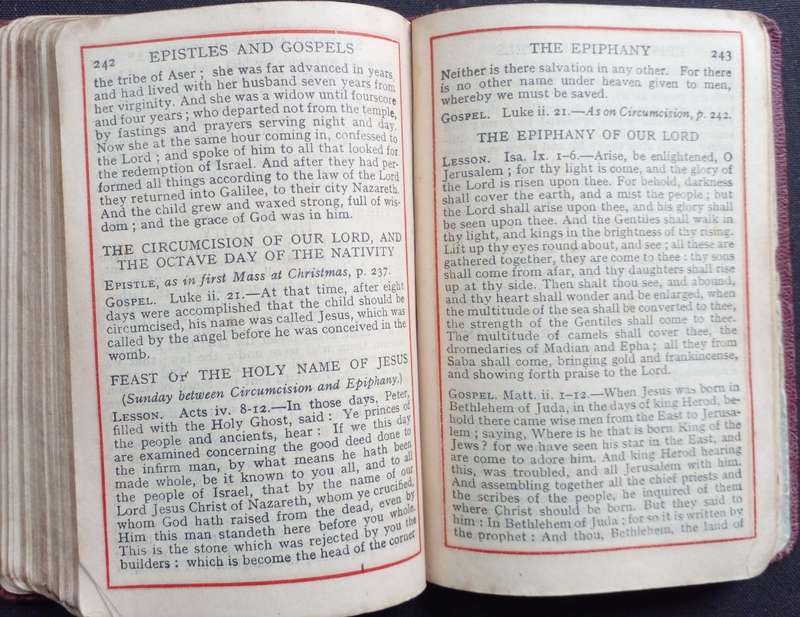 242
EPISTLES AND GOSPELS
the tribe of Aser; she was far advanced in years,
and had lived with her husband seven years from
her virginity. And she was a widow until fourscore
and four years; who departed not from the temple,
by fastings and prayers serving night and day.
Now she at the same hour coming in, confessed to
the Lord; and spoke of him to all that looked for
the redemption of Israel. And after they had per-
formed all things according to the law of the Lord
they returned into Galilee, to their city Nazareth.
And the child grew and waxed strong, full of wis-
dom; and the grace of God was in him.
THE CIRCUMCISION OF OUR LORD, AND
THE OCTAVE DAY OF THE NATIVITY
EPISTLE, as in first Mass at Christmas, p. 237.
GOSPEL. Luke ii. 21.—At that time, after eight
days were accomplished that the child should be
circumcised, his name was called Jesus, which was
called by the angel before he was conceived in the
womb.
FEAST OF THE HOLY NAME OF JESUS
(Sunday between Circumcision and Epiphany.)
LESSON. Acts iv. 8-12.—In those days, Peter,
filled with the Holy Ghost, said: Ye princes of
the people and ancients, hear: If we this day
are examined concerning the good deed done to
the infirm man, by what means he hath been
made whole, be it known to you all, and to all
the people of Israel, that by the name of our
Lord Jesus Christ of Nazareth, whom ye crucified,
whom God hath raised from the dead, even by
Him this man standeth here before you whole.
This is the stone which was rejected by you the
builders: which is become the head of the corner
THE EPIPHANY
243
Neither is there salvation in any other. For there
is no other name under heaven given to men,
whereby we must be saved.
GOSPEL. Luke ii. 21.—As on Circumcision, p. 242.
THE EPIPHANY OF OUR LORD
LESSON. Isa. lx. 1-6.—Arise, be enlightened, O
Jerusalem; for thy light is come, and the glory of
the Lord is risen upon thee. For behold, darkness
shall cover the earth, and a mist the people; but
the Lord shall arise upon thee, and his glory shall
be seen upon thee. And the Gentiles shall walk in
thy light, and kings in the brightness of thy rising.
Lift up thy eyes round about, and see; all these are
gathered together, they are come to thee: thy sons
shall come from afar, and thy daughters shall rise
up at thy side. Then shalt thou see, and abound,
and thy heart shall wonder and be enlarged, when
the multitude of the sea shall be converted to thee,
the strength of the Gentiles shall come to thee.
The multitude of camels shall cover thee, the
dromedaries of Madian and Epha; all they from
Saba shall come, bringing gold and frankincense,
and showing forth praise to the Lord.
GOSPEL. Matt. ii. 1-12.—When Jesus was born in
Bethlehem of Juda, in the days of king Herod, be-
hold there came wise men from the East to Jerusa-
lem; saying, Where is he that is born King of the
Jews? for we have seen his star in the East, and
are come to adore him. And king Herod hearing
this, was troubled, and all Jerusalem with him.
And assembling together all the chief priests and
the scribes of the people, he inquired of them
where Christ should be born. But they said to
him: In Bethlehem of Juda; for so it is written by
the prophet: And thou, Bethlehem, the land of